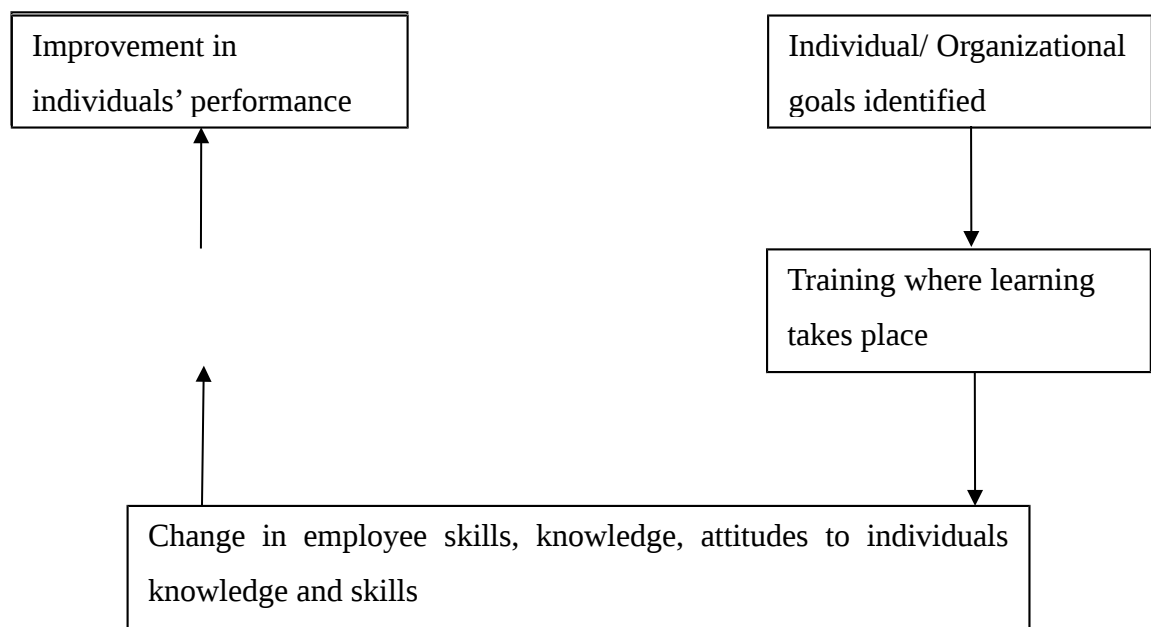 Improvement in
individuals’ performance
Individual/ Organizational
goals identified
Training where learning
takes place
Change in employee skills, knowledge, attitudes to individuals
knowledge and skills